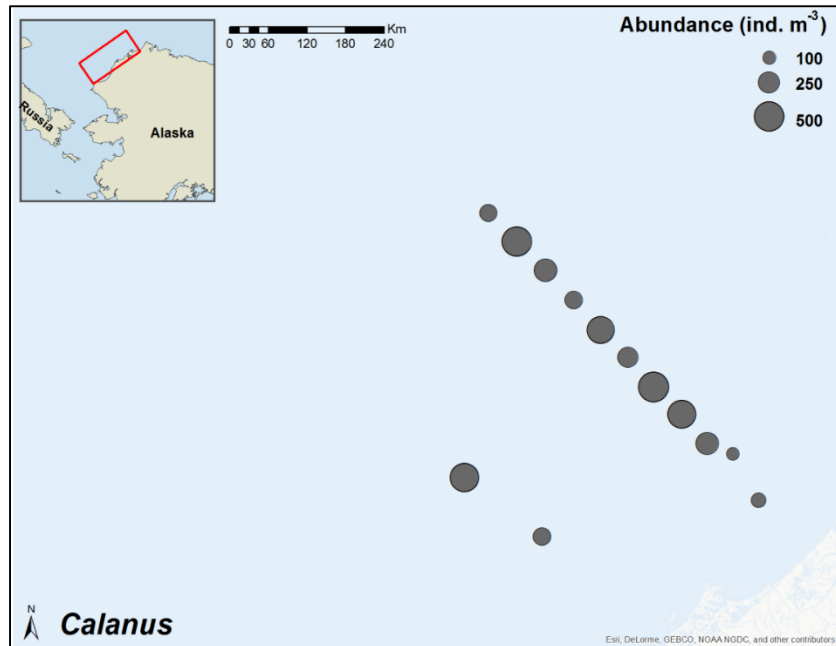 Russia
Alaska
Km
0 30 60 120 180 240
Abundance (ind. m⁻³)
100
250
500
N
Calanus
Esri, DeLorme, GEBCO, NOAA NGDC, and other contributors